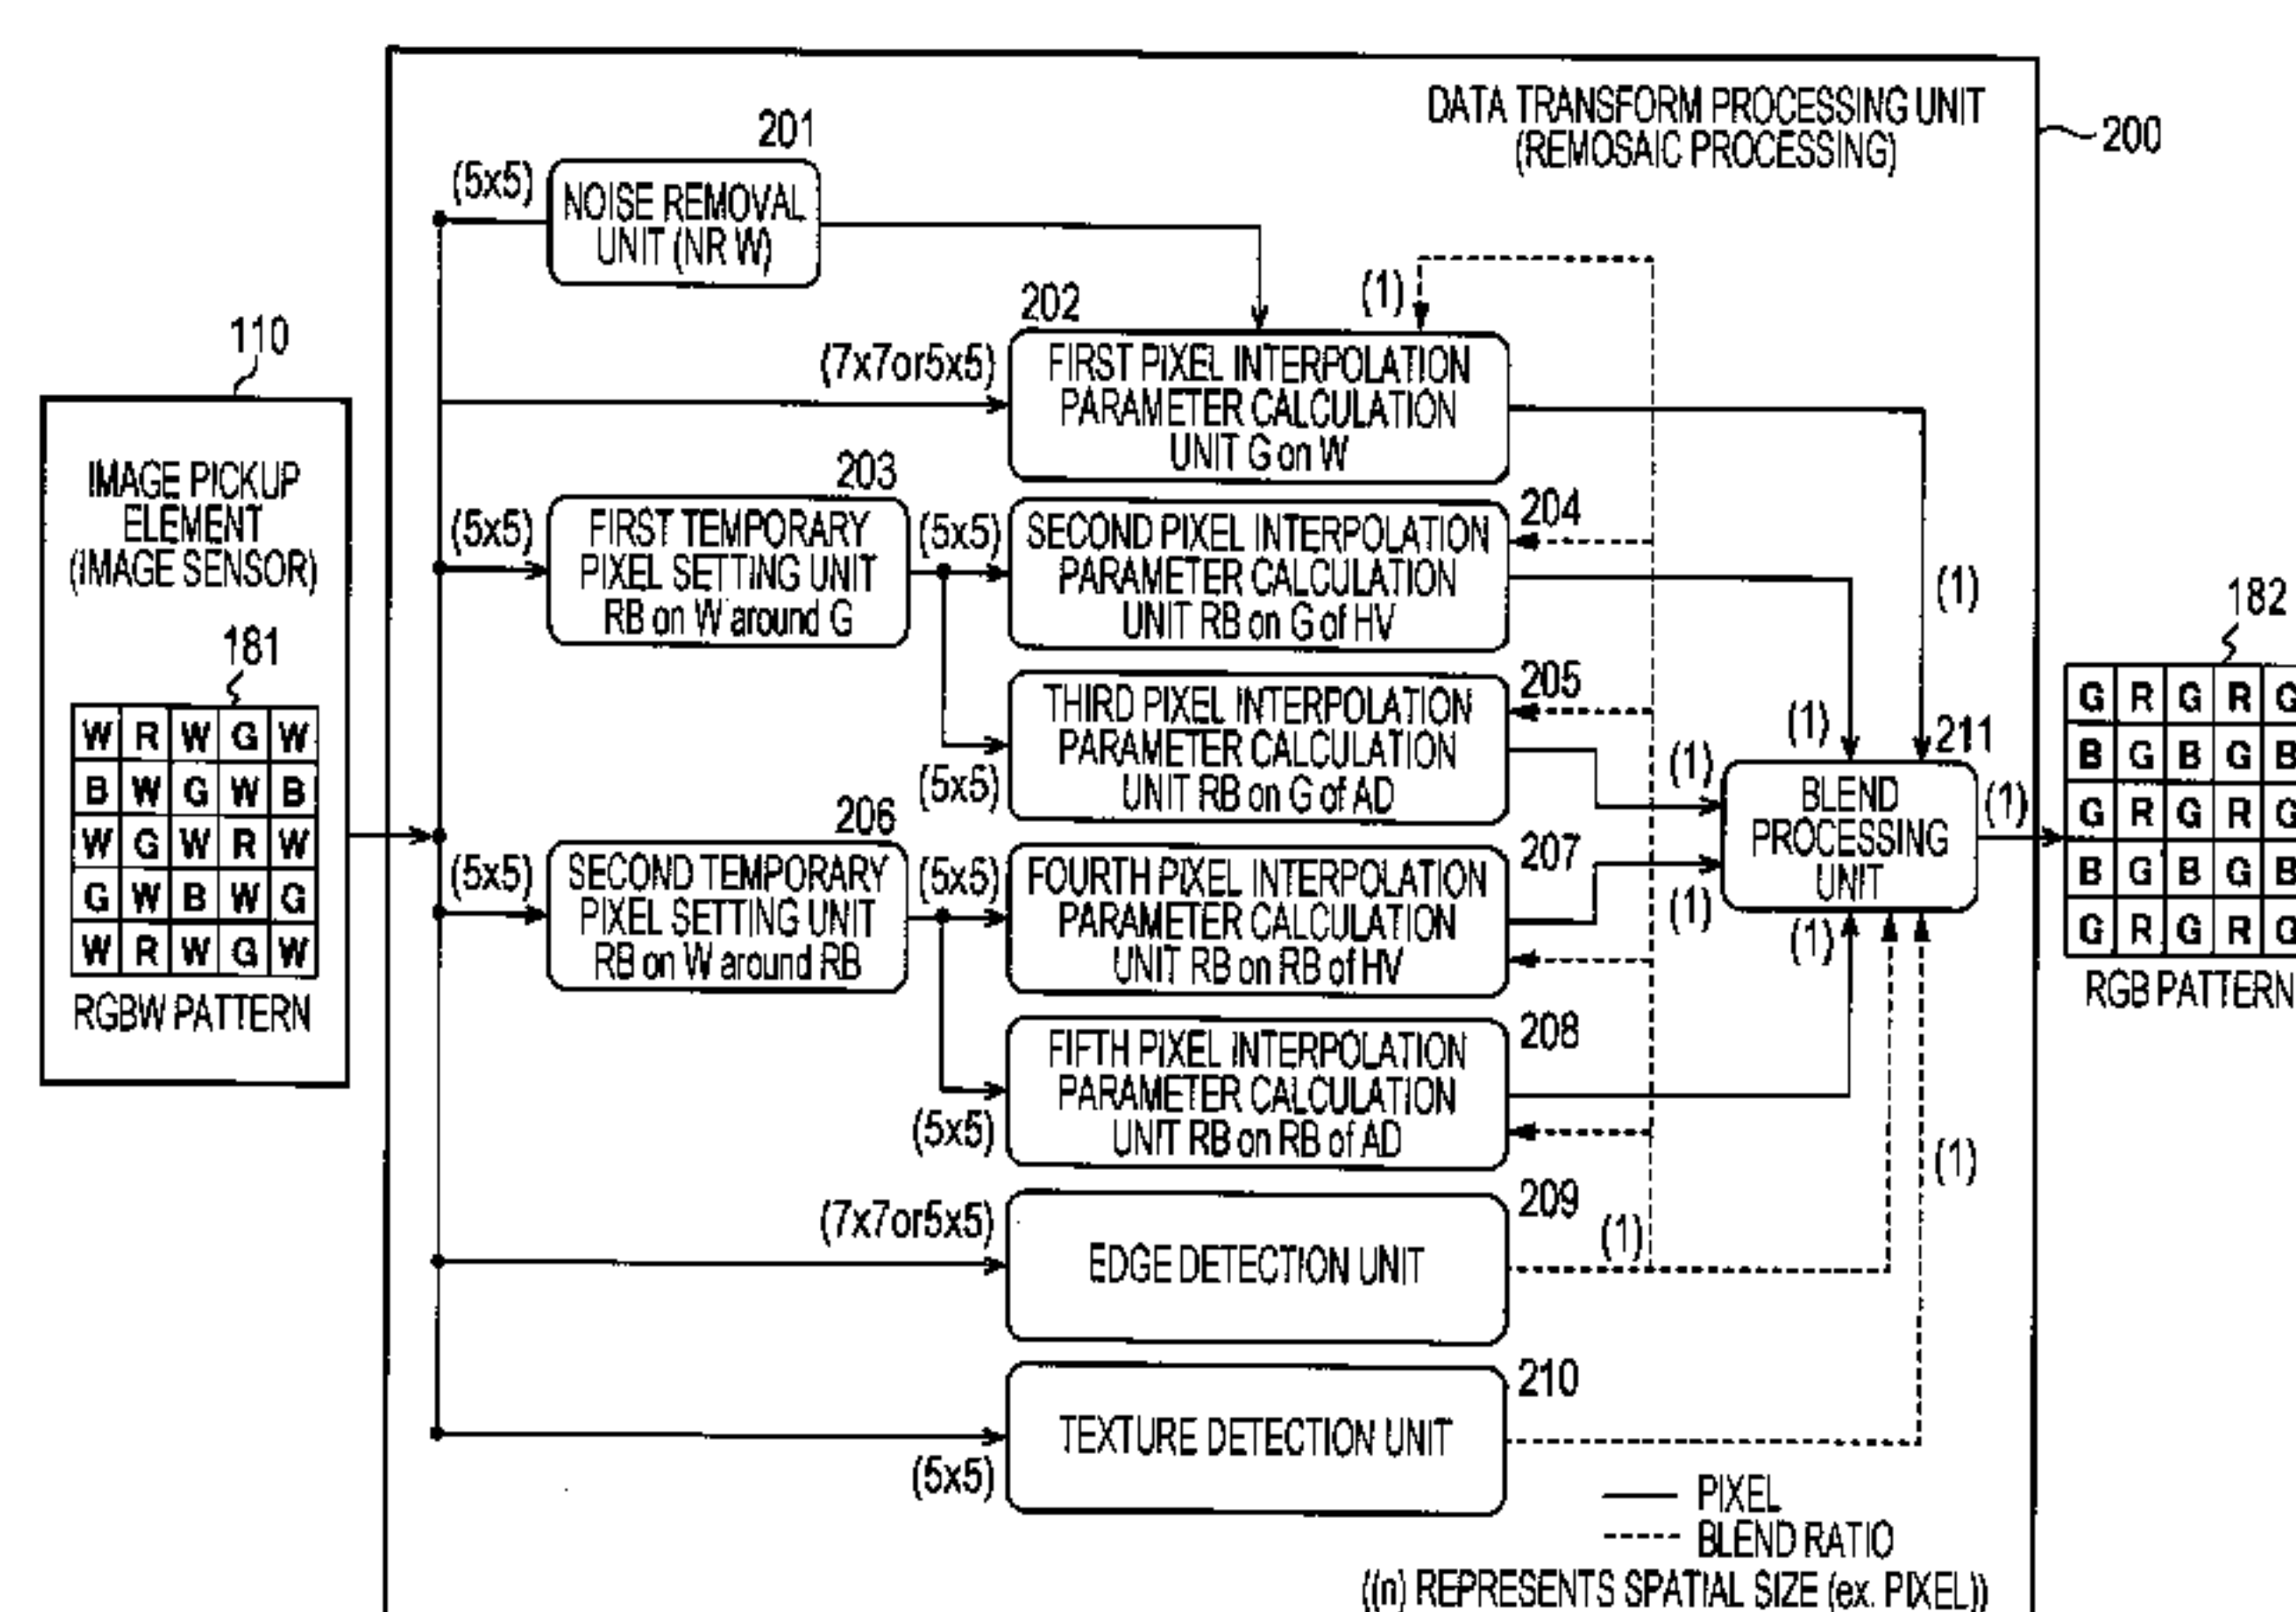 DATA TRANSFORM PROCESSING UNIT
(REMOSAIC PROCESSING)
200
201
(5x5)
NOISE REMOVAL
UNIT (NR W)
202
(1)
(7x7or5x5)
FIRST PIXEL INTERPOLATION
PARAMETER CALCULATION
UNIT G on W
110
IMAGE PICKUP
ELEMENT
(IMAGE SENSOR)
181
W R W G W
B W G W B
W G W R W
G W B W G
W R W G W
RGBW PATTERN
203
(5x5)
FIRST TEMPORARY
PIXEL SETTING UNIT
RB on W around G
(5x5)
204
SECOND PIXEL INTERPOLATION
PARAMETER CALCULATION
UNIT RB on G of HV
(1)
(1)
205
THIRD PIXEL INTERPOLATION
PARAMETER CALCULATION
UNIT RB on G of AD
(5x5)
(1)
206
(5x5)
SECOND TEMPORARY
PIXEL SETTING UNIT
RB on W around RB
(5x5)
207
FOURTH PIXEL INTERPOLATION
PARAMETER CALCULATION
UNIT RB on RB of HV
(1)
211
BLEND
PROCESSING
UNIT
(1)
(1)
182
G R G R G
B G B G B
G R G R G
B G B G B
G R G R G
RGB PATTERN
208
FIFTH PIXEL INTERPOLATION
PARAMETER CALCULATION
UNIT RB on RB of AD
(5x5)
(1)
209
(7x7or5x5)
EDGE DETECTION UNIT
(1)
210
TEXTURE DETECTION UNIT
(5x5)
PIXEL
BLEND RATIO
((n) REPRESENTS SPATIAL SIZE (ex. PIXEL))